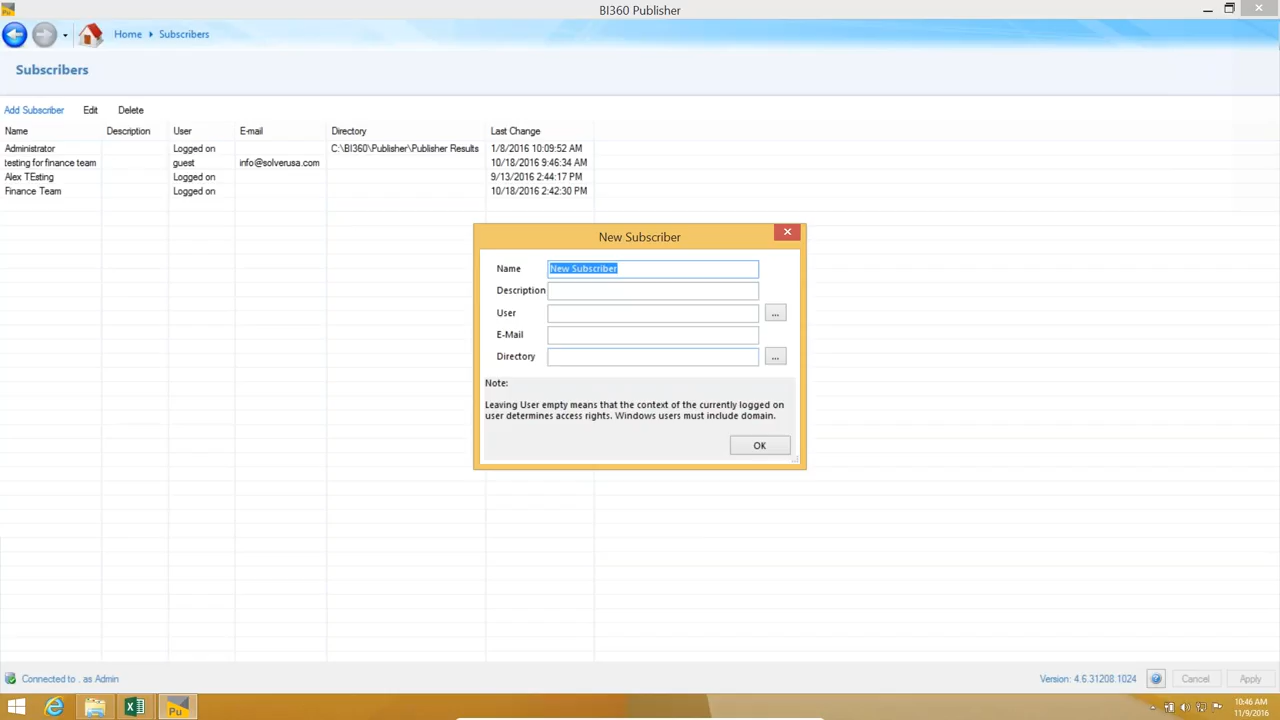 Pu
BI360 Publisher
Home Subscribers
Subscribers
Add Subscriber Edit Delete
Name Description User E-mail Directory Last Change
Administrator Logged on C:\BI360\Publisher\Publisher Results 1/8/2016 10:09:52 AM
testing for finance team guest info@solverusa.com 10/18/2016 9:46:34 AM
Alex TEsting Logged on 9/13/2016 2:44:17 PM
Finance Team Logged on 10/18/2016 2:42:30 PM
New Subscriber
Name New Subscriber
Description
User ...
E-Mail
Directory ...
Note:
Leaving User empty means that the context of the currently logged on
user determines access rights. Windows users must include domain.
OK
Connected to . as Admin Version: 4.6.31208.1024 Cancel Apply
Pu
10:46 AM
11/9/2016